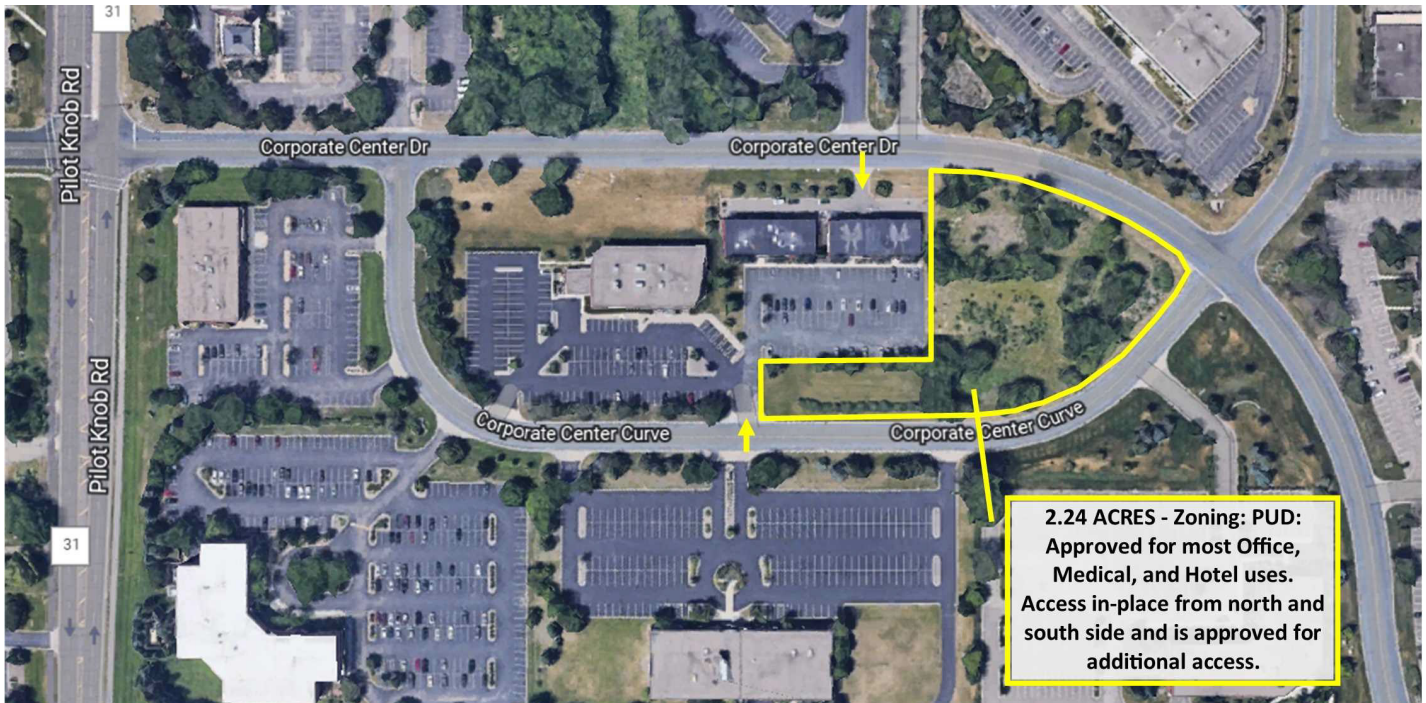 31
Pilot Knob Rd
Corporate Center Dr
Corporate Center Dr
Pilot Knob Rd
Corporate Center Curve
Corporate Center Curve
31
2.24 ACRES - Zoning: PUD:
Approved for most Office,
Medical, and Hotel uses.
Access in-place from north and
south side and is approved for
additional access.